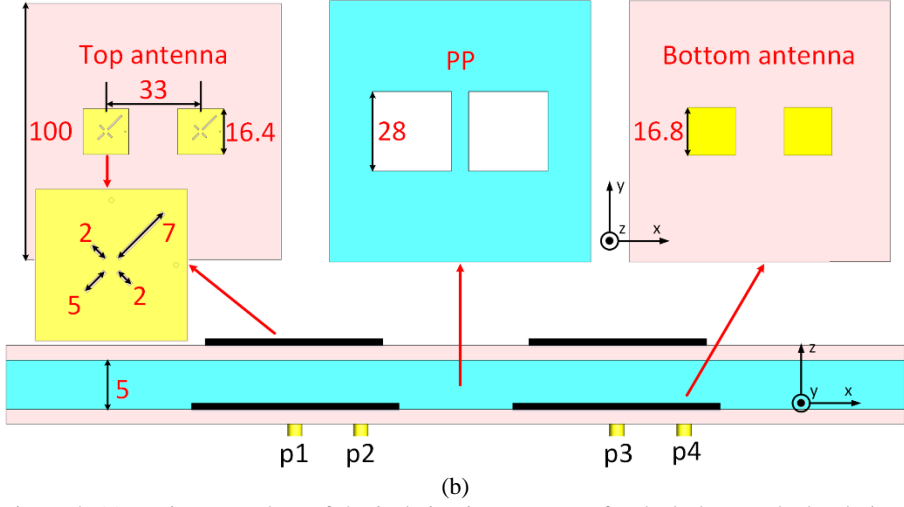 Top antenna
33
100
16.4
2
7
5
2
PP
28
Bottom antenna
16.8
y
z
x
5
z
y
x
p1
p2
p3
p4
(b)